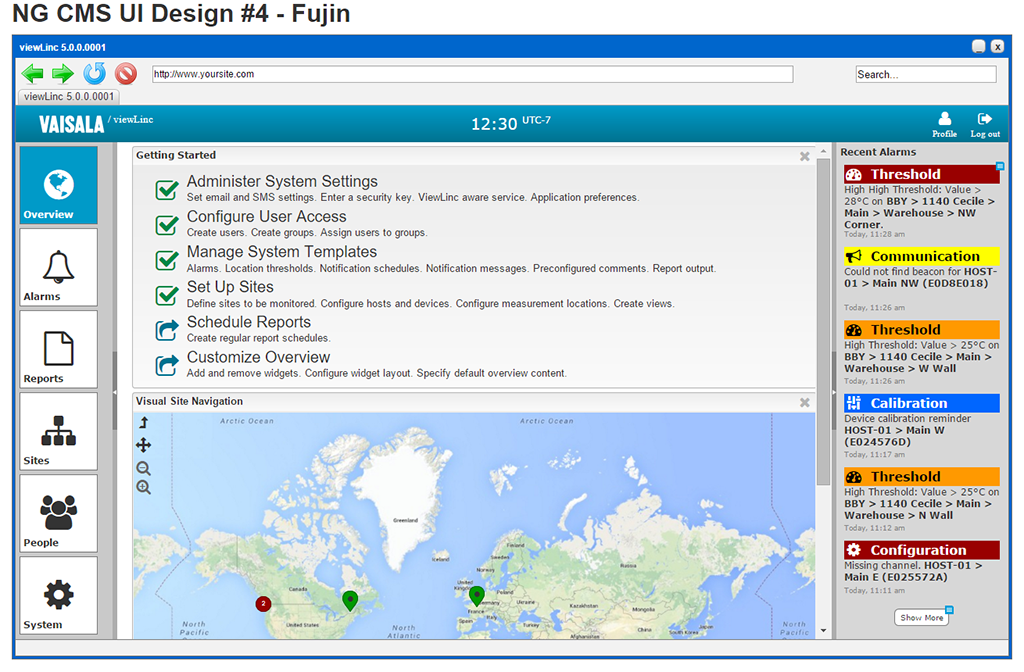 NG CMS UI Design #4 - Fujin
viewLinc 5.0.0.0001
http://www.yoursite.com
Search...
viewLinc 5.0.0.0001
VAISALA / viewLinc
12:30 UTC-7
Profile
Log out
Overview
Alarms
Reports
Sites
People
System
Getting Started
Administer System Settings
Set email and SMS settings. Enter a security key. ViewLinc aware service. Application preferences.
Configure User Access
Create users. Create groups. Assign users to groups.
Manage System Templates
Alarms. Location thresholds. Notification schedules. Notification messages. Preconfigured comments. Report output.
Set Up Sites
Define sites to be monitored. Configure hosts and devices. Configure measurement locations. Create views.
Schedule Reports
Create regular report schedules.
Customize Overview
Add and remove widgets. Configure widget layout. Specify default overview content.
Visual Site Navigation
Arctic Ocean
Arctic Ocean
Greenland
Iceland
Finland
Norway
Russia
Canada
United
Kingdom
Poland
Germany
France
Ukraine
Kazakhstan
Mongolia
2
United States
Spain
Italy
Turkey
Afghanistan
China
South Korea
Japan
North
Pacific
North
Atlantic
North
Pacific
Recent Alarms
Threshold
High High Threshold: Value >
28°C on BBY > 1140 Cecile >
Main > Warehouse > NW
Corner.
Today, 11:28 am
Communication
Could not find beacon for HOST-
01 > Main NW (E0D8E018)
Today, 11:26 am
Threshold
High Threshold: Value > 25°C on
BBY > 1140 Cecile > Main >
Warehouse > W Wall
Today, 11:26 am
Calibration
Device calibration reminder
HOST-01 > Main W
(E024576D)
Today, 11:17 am
Threshold
High Threshold: Value > 25°C on
BBY > 1140 Cecile > Main >
Warehouse > N Wall
Today, 11:12 am
Configuration
Missing channel. HOST-01 >
Main E (E025572A)
Today, 11:11 am
Show More